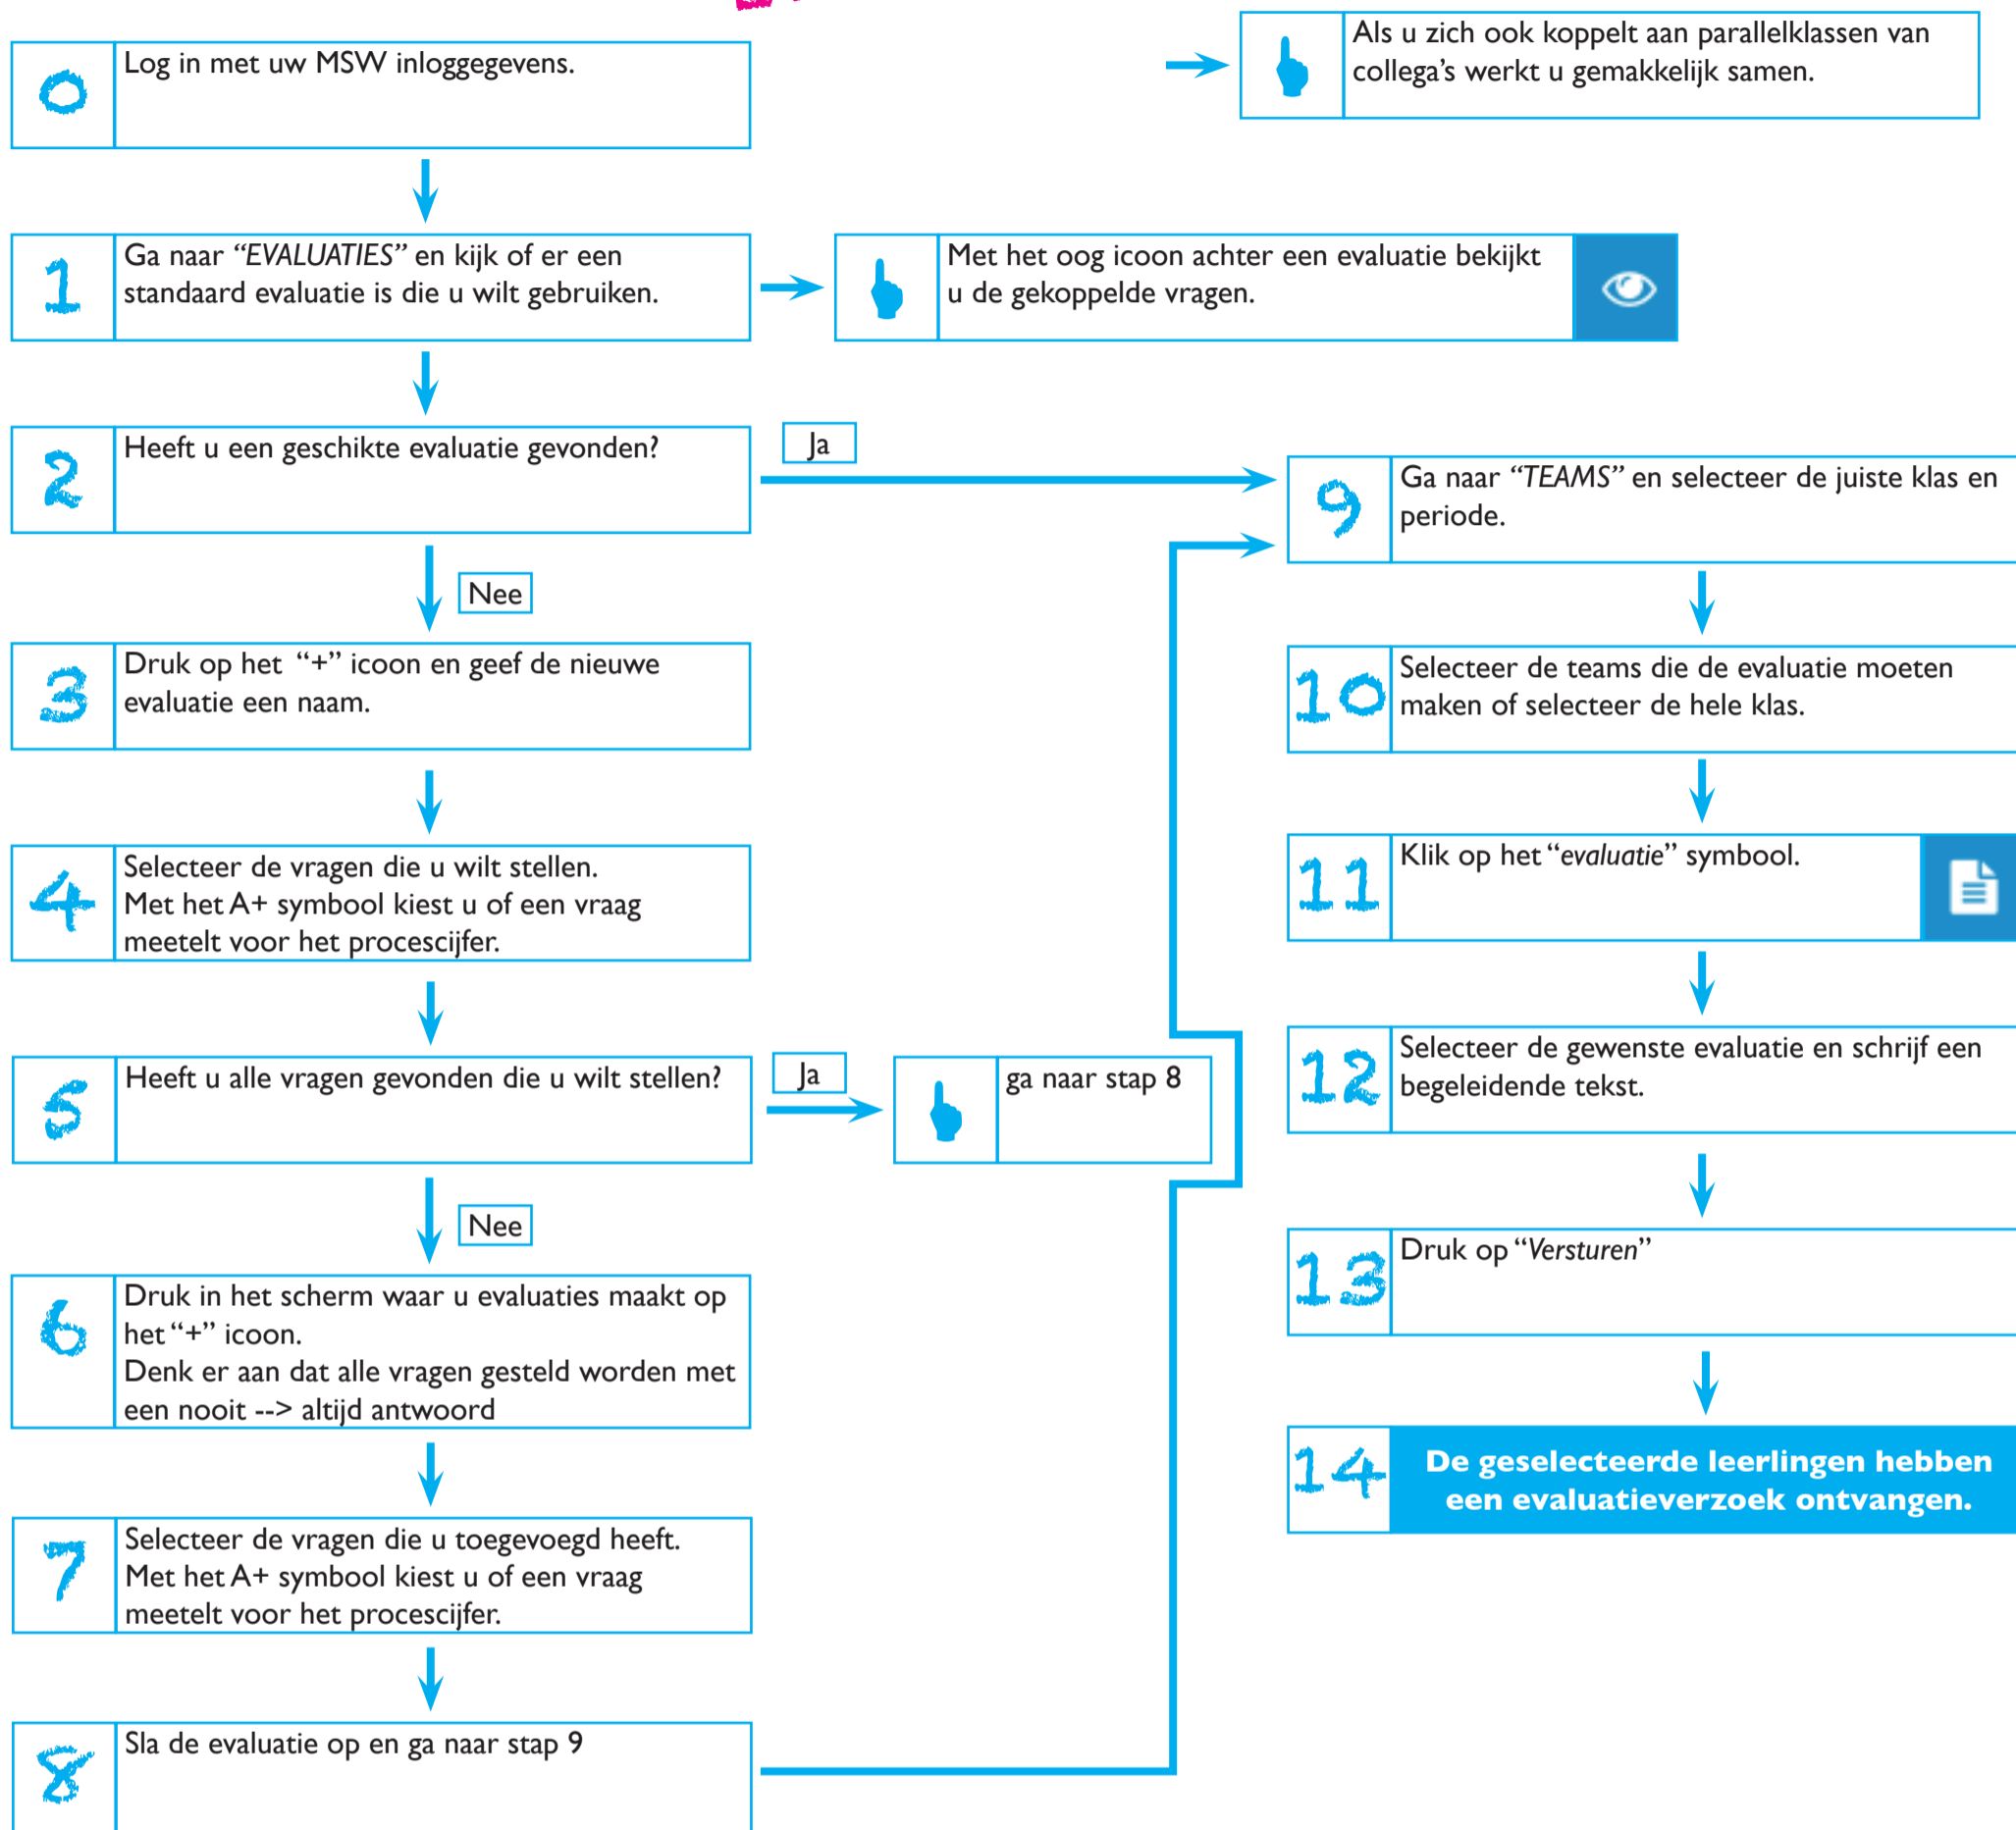 Als u zich ook koppelt aan parallelklassen van
collega's werkt u gemakkelijk samen.
0
Log in met uw MSW inloggegevens.
1
Ga naar “EVALUATIES” en kijk of er een
standaard evaluatie is die u wilt gebruiken.
Met het oog icoon achter een evaluatie bekijkt
u de gekoppelde vragen.
2
Heeft u een geschikte evaluatie gevonden?
Ja
Nee
3
Druk op het “+” icoon en geef de nieuwe
evaluatie een naam.
4
Selecteer de vragen die u wilt stellen.
Met het A+ symbool kiest u of een vraag
meetelt voor het procescijfer.
5
Heeft u alle vragen gevonden die u wilt stellen?
Ja
ga naar stap 8
Nee
6
Druk in het scherm waar u evaluaties maakt op
het “+” icoon.
Denk er aan dat alle vragen gesteld worden met
een nooit --> altijd antwoord
7
Selecteer de vragen die u toegevoegd heeft.
Met het A+ symbool kiest u of een vraag
meetelt voor het procescijfer.
8
Sla de evaluatie op en ga naar stap 9
9
Ga naar “TEAMS” en selecteer de juiste klas en
periode.
10
Selecteer de teams die de evaluatie moeten
maken of selecteer de hele klas.
11
Klik op het “evaluatie” symbool.
12
Selecteer de gewenste evaluatie en schrijf een
begeleidende tekst.
13
Druk op “Versturen”
14
De geselecteerde leerlingen hebben
een evaluatieverzoek ontvangen.